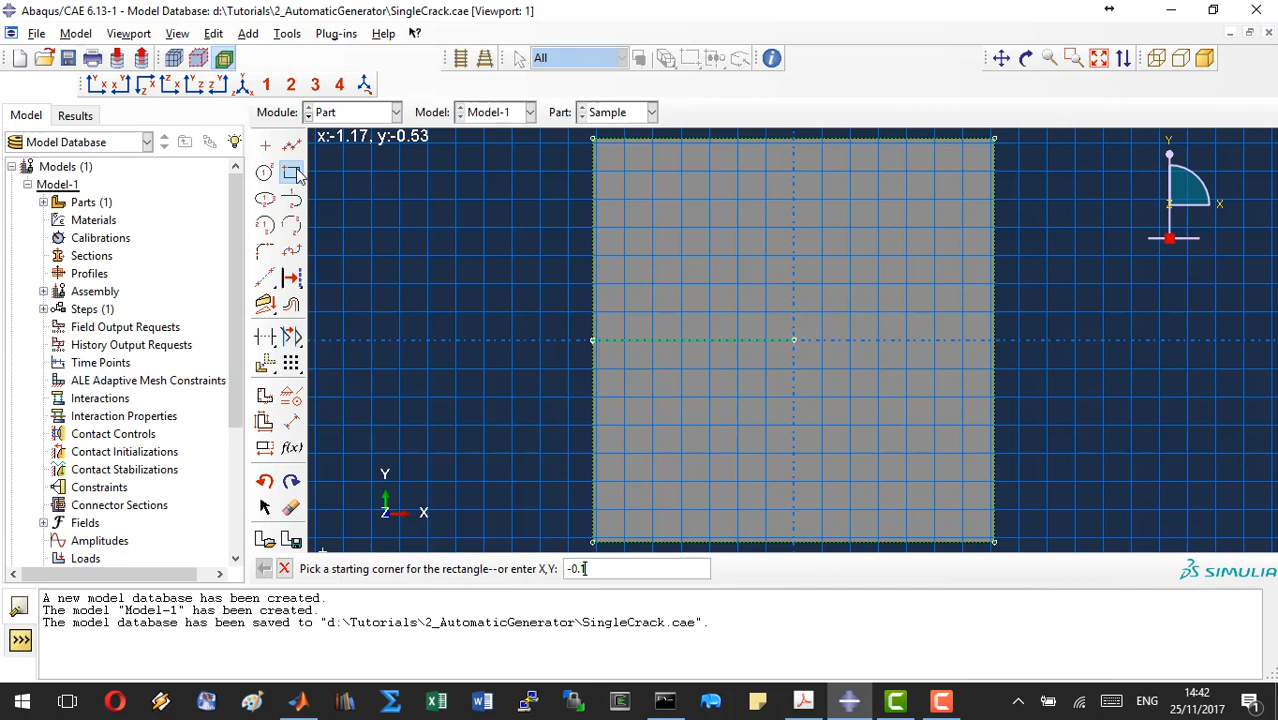 Abaqus/CAE 6.13-1 - Model Database: d:\Tutorials\2_AutomaticGenerator\SingleCrack.cae [Viewport: 1]
File Model Viewport View Edit Add Tools Plug-ins Help
All
1 2 3 4
Model Results Module: Part Model: Model-1 Part: Sample
Model Database
x:-1.17, y:-0.53
Models (1)
Model-1
Parts (1)
Materials
Calibrations
Sections
Profiles
Assembly
Steps (1)
Field Output Requests
History Output Requests
Time Points
ALE Adaptive Mesh Constraints
Interactions
Interaction Properties
Contact Controls
Contact Initializations
Contact Stabilizations
Constraints
Connector Sections
Fields
Amplitudes
Loads
f(x)
Y
Z X
Y
Z X
Pick a starting corner for the rectangle--or enter X,Y: -0.1
SIMULIA
A new model database has been created.
The model "Model-1" has been created.
The model database has been saved to "d:\Tutorials\2_AutomaticGenerator\SingleCrack.cae".
ENG
14:42
25/11/2017